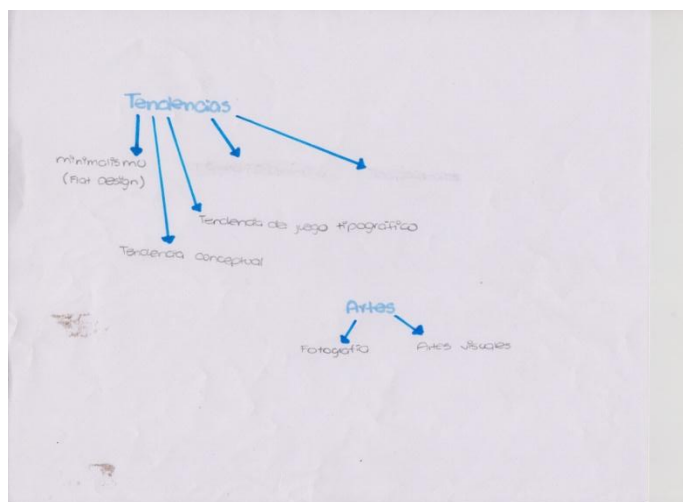 Tendencias
minimalismo
(Flat Design)
Tendencia de juego tipográfico
Tendencia conceptual
Artes
Fotografía
Artes visuales